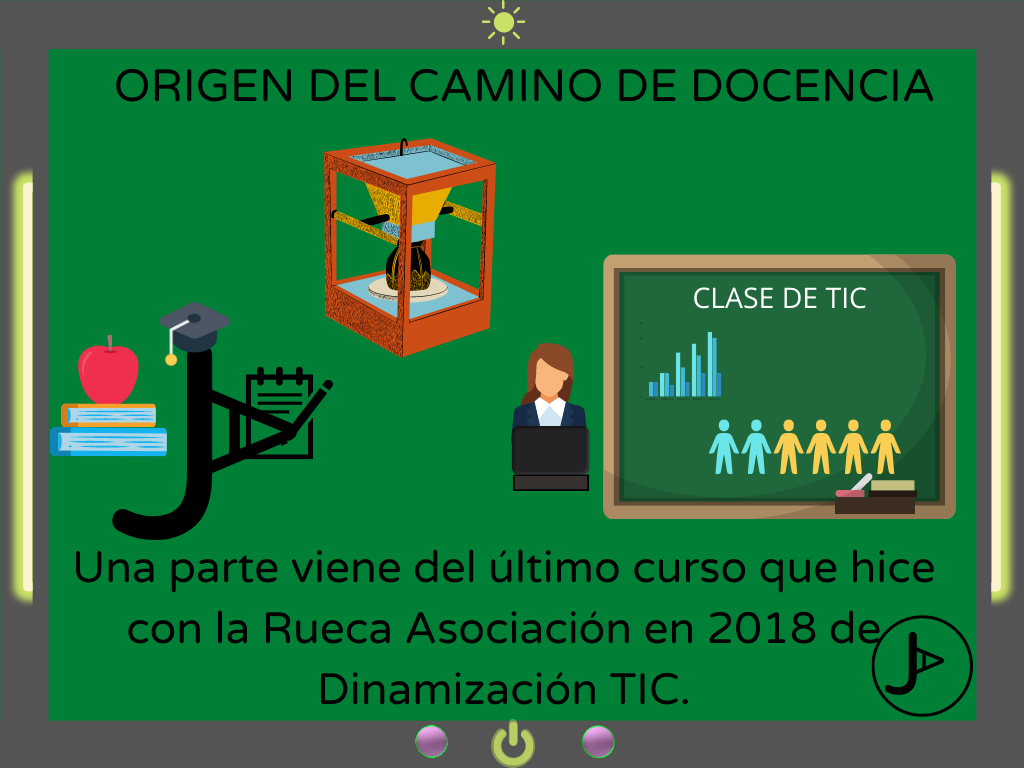 ORIGEN DEL CAMINO DE DOCENCIA
CLASE DE TIC
Una parte viene del último curso que hice
con la Rueca Asociación en 2018 de
Dinamización TIC.